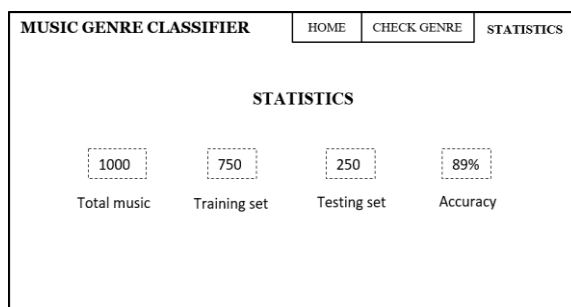 MUSIC GENRE CLASSIFIER HOME CHECK GENRE STATISTICS
STATISTICS
1000 750 250 89%
Total music Training set Testing set Accuracy